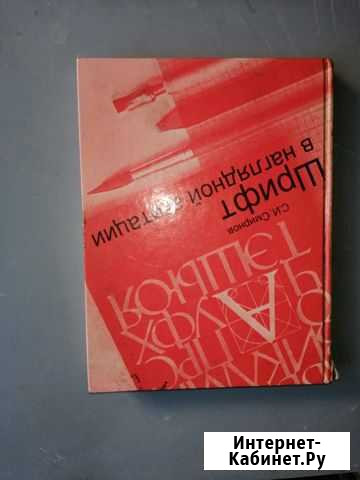 С.И. Смирнов
Шрифт
в наглядной агитации
Интернет-
Кабинет.Ру